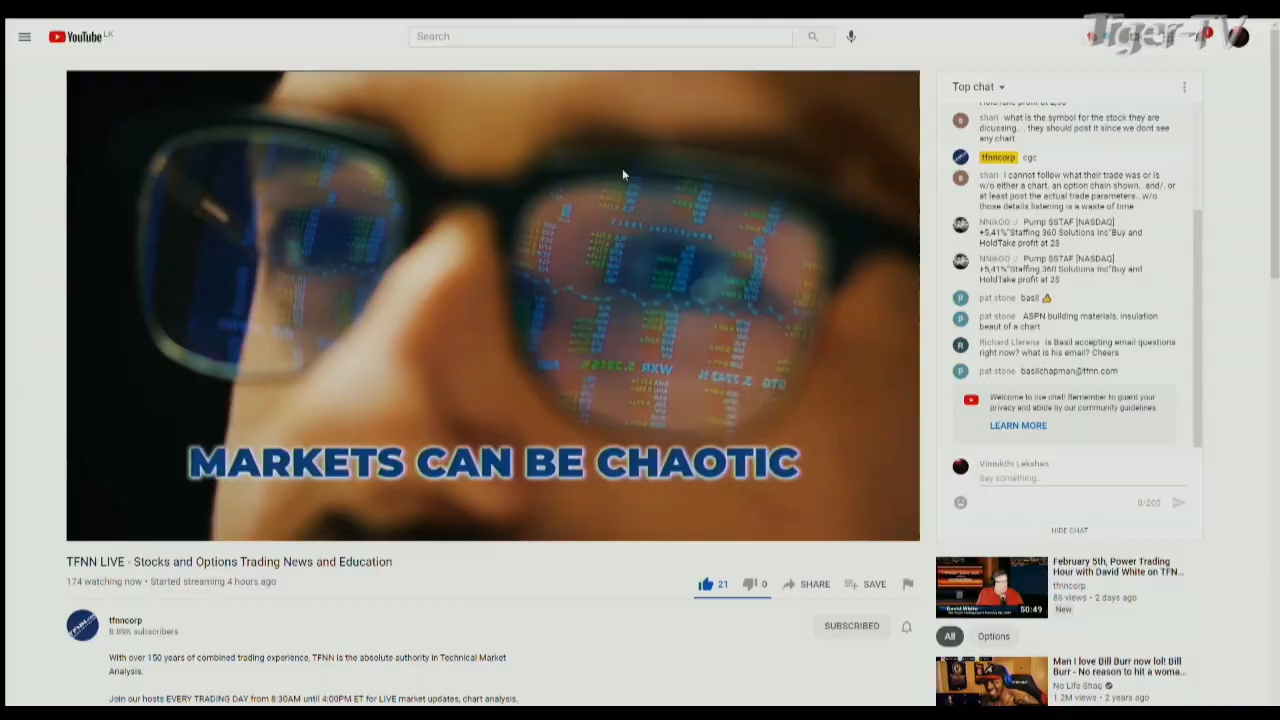 Tiger-TV
YouTube LK
Search
MARKETS CAN BE CHAOTIC
TFNN LIVE - Stocks and Options Trading News and Education
174 watching now • Started streaming 4 hours ago
21
0
SHARE
SAVE
tfnncorp
8.89K subscribers
SUBSCRIBED
With over 150 years of combined trading experience, TFNN is the absolute authority in Technical Market
Analysis.
Join our hosts EVERY TRADING DAY from 8:30AM until 4:00PM ET for LIVE market updates, chart analysis,
Top chat
shari what is the symbol for the stock they are
dicussing... they should post it since we dont see
any chart
tfnncorp cgc
shari I cannot follow what their trade was or is
w/o either a chart, an option chain shown,. and/. or
at least post the actual trade parameters...w/o
those details listening is a waste of time
NNikOO :/ Pump $STAF [NASDAQ]
+5,41%"Staffing 360 Solutions Inc"Buy and
HoldTake profit at 2$
NNikOO :/ Pump $STAF [NASDAQ]
+5,41%"Staffing 360 Solutions Inc"Buy and
HoldTake profit at 2$
pat stone basil 👍
pat stone ASPN building materials, insulation
beaut of a chart
Richard Llerena is Basil accepting email questions
right now? what is his email? Cheers
pat stone basilchapman@tfnn.com
Welcome to live chat! Remember to guard your
privacy and abide by our community guidelines
LEARN MORE
Vimukthi Lakshan
Say something...
0/200
HIDE CHAT
February 5th, Power Trading
Hour with David White on TFN...
tfnncorp
86 views • 2 days ago
New
David White
50:49
All
Options
Man I love Bill Burr now lol! Bill
Burr - No reason to hit a woma...
No Life Shaq
1.2M views • 2 years ago